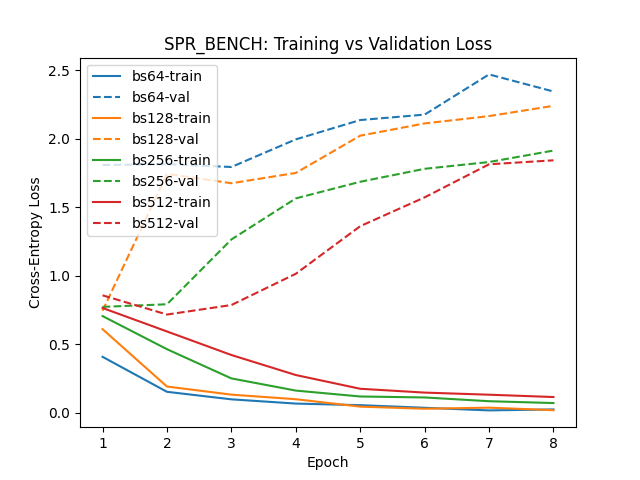 SPR_BENCH: Training vs Validation Loss
bs64-train
bs64-val
bs128-train
bs128-val
bs256-train
bs256-val
bs512-train
bs512-val
Cross-Entropy Loss
2.5
2.0
1.5
1.0
0.5
0.0
1 2 3 4 5 6 7 8
Epoch